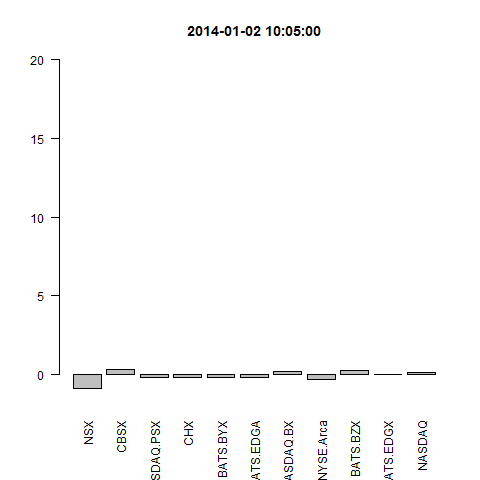 2014-01-02 10:05:00
20
15
10
5
0
NSX
CBSX
SDAQ.PSX
CHX
BATS.BYX
ATS.EDGA
ASDAQ.BX
NYSE.Arca
BATS.BZX
ATS.EDGX
NASDAQ